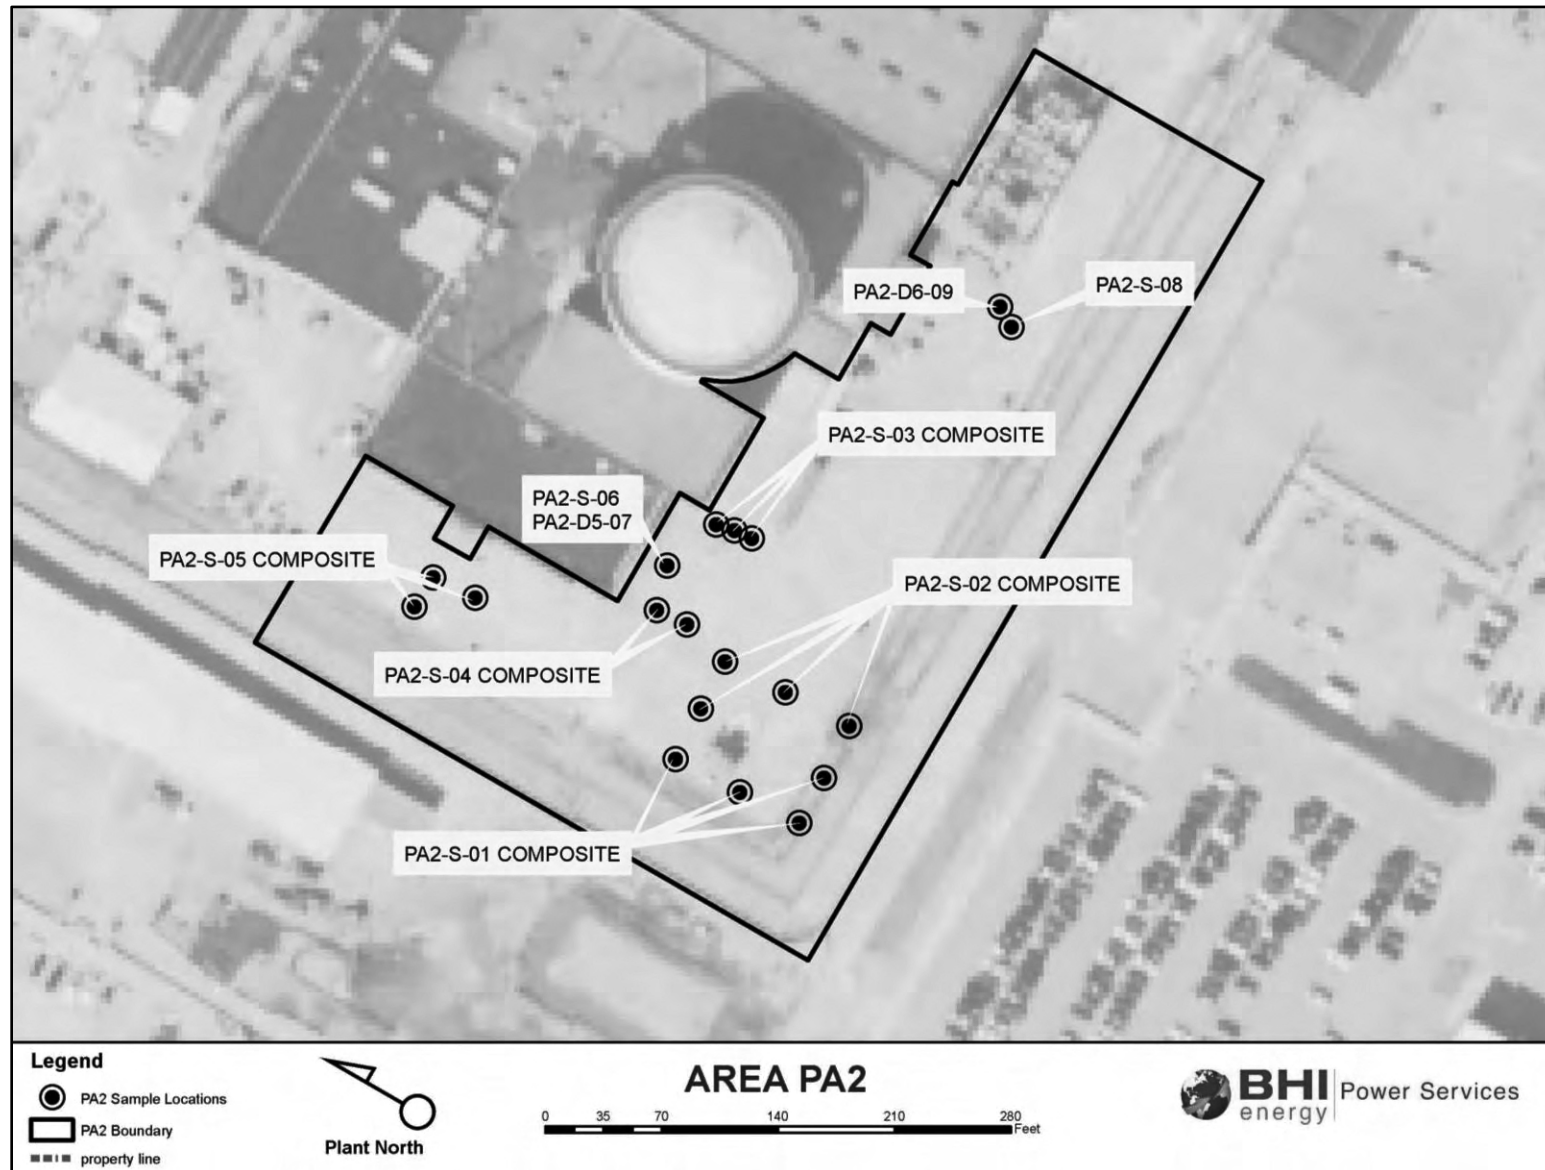 PA2-D6-09
PA2-S-08
PA2-S-03 COMPOSITE
PA2-S-06
PA2-D5-07
PA2-S-05 COMPOSITE
PA2-S-02 COMPOSITE
PA2-S-04 COMPOSITE
PA2-S-01 COMPOSITE
Legend
PA2 Sample Locations
PA2 Boundary
property line
Plant North
AREA PA2
0 35 70 140 210 280
Feet
BHI energy Power Services